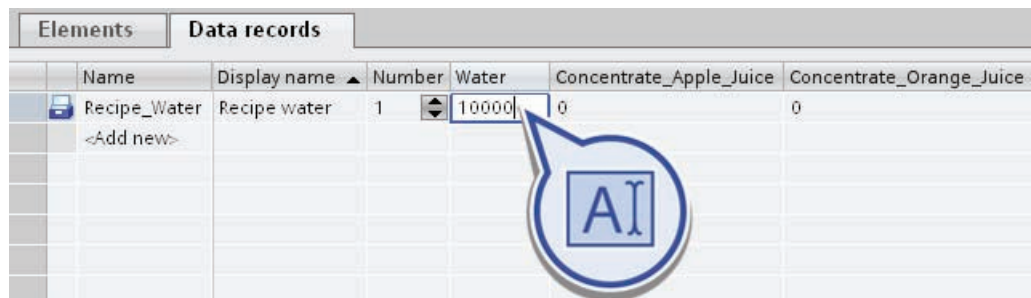 Elements Data records
Name Display name Number Water Concentrate_Apple_Juice Concentrate_Orange_Juice
Recipe_Water Recipe water 1 10000 0 0
<Add new>
A